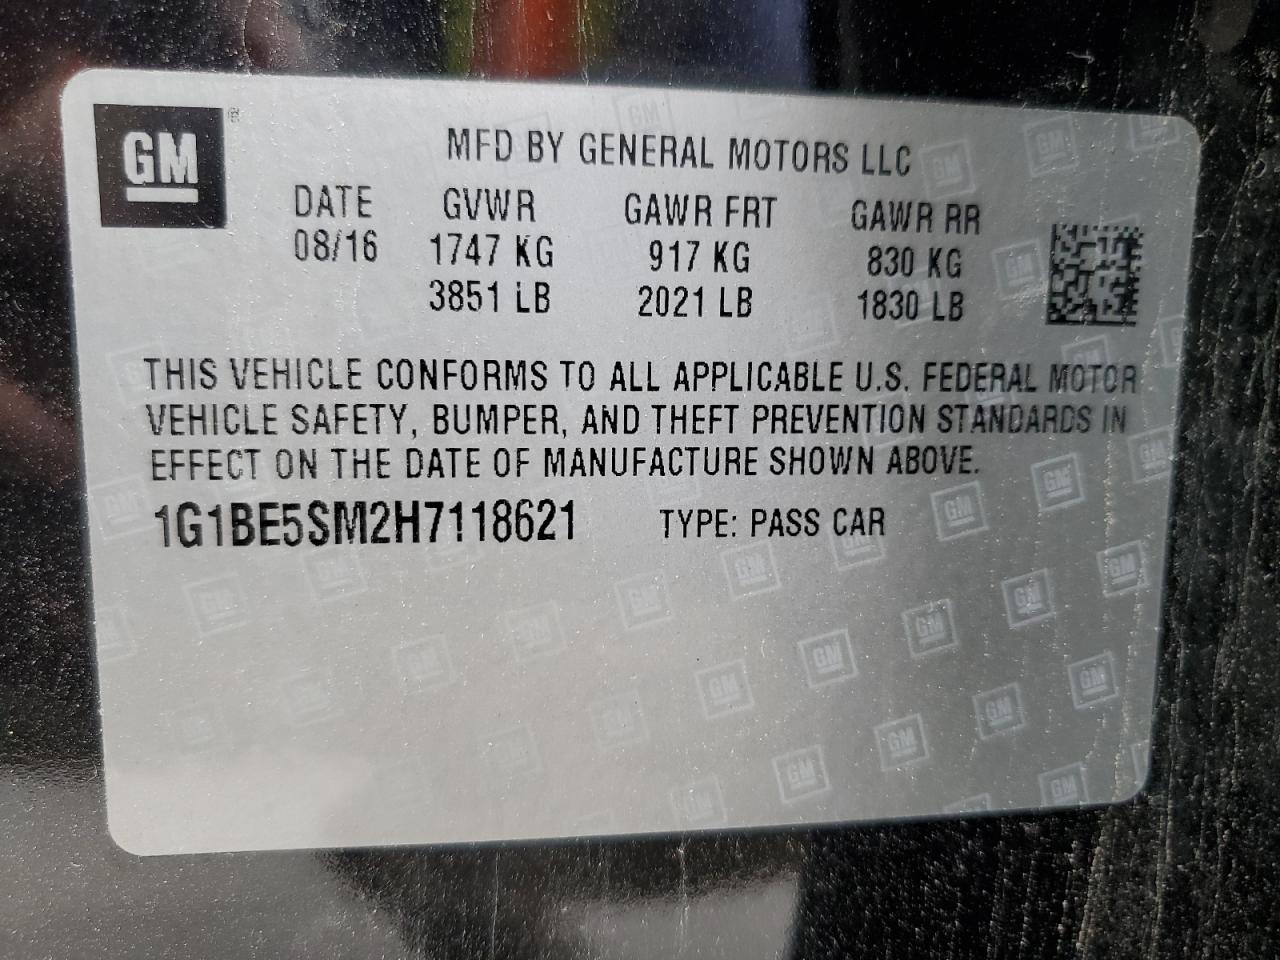 GM®
MFD BY GENERAL MOTORS LLC
DATE GVWR GAWR FRT GAWR RR
08/16 1747 KG 917 KG 830 KG
3851 LB 2021 LB 1830 LB
THIS VEHICLE CONFORMS TO ALL APPLICABLE U.S. FEDERAL MOTOR
VEHICLE SAFETY, BUMPER, AND THEFT PREVENTION STANDARDS IN
EFFECT ON THE DATE OF MANUFACTURE SHOWN ABOVE.
1G1BE5SM2H7118621 TYPE: PASS CAR